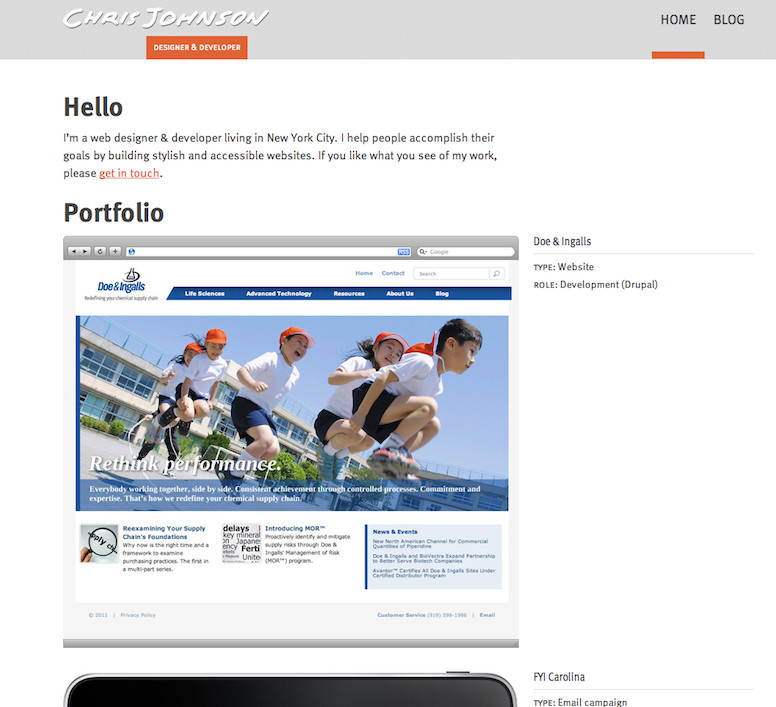 CHRIS JOHNSON
DESIGNER & DEVELOPER
HOME BLOG
Hello
I'm a web designer & developer living in New York City. I help people accomplish their
goals by building stylish and accessible websites. If you like what you see of my work,
please get in touch.
Portfolio
RSS
Google
Doe & Ingalls
TYPE: Website
ROLE: Development (Drupal)
Home Contact Search
Doe & Ingalls
Redefining your chemical supply chain
Life Sciences Advanced Technology Resources About Us Blog
Rethink performance.
Everybody working together, side by side. Consistent achievement through controlled processes. Commitment and
expertise. That's how we redefine your chemical supply chain.
Reexamining Your Supply
Chain's Foundations
Why now is the right time and a
framework to examine
purchasing practices. The first in
a multi-part series.
delays
key mineral
Japane
Ferti
Unite
Introducing MOR™
Proactively identify and mitigate
supply risks through Doe &
Ingalls' Management of Risk
(MOR™) program.
News & Events
New North American Channel for Commercial
Quantities of Piperidine
Doe & Ingalls and BioVectra Expand Partnership
to Better Serve Biotech Companies
Avantor™ Certifies All Doe & Ingalls Sites Under
Certified Distributor Program
© 2011 | Privacy Policy
Customer Service (919) 598-1986 | Email
FYI Carolina
TYPE: Email campaign